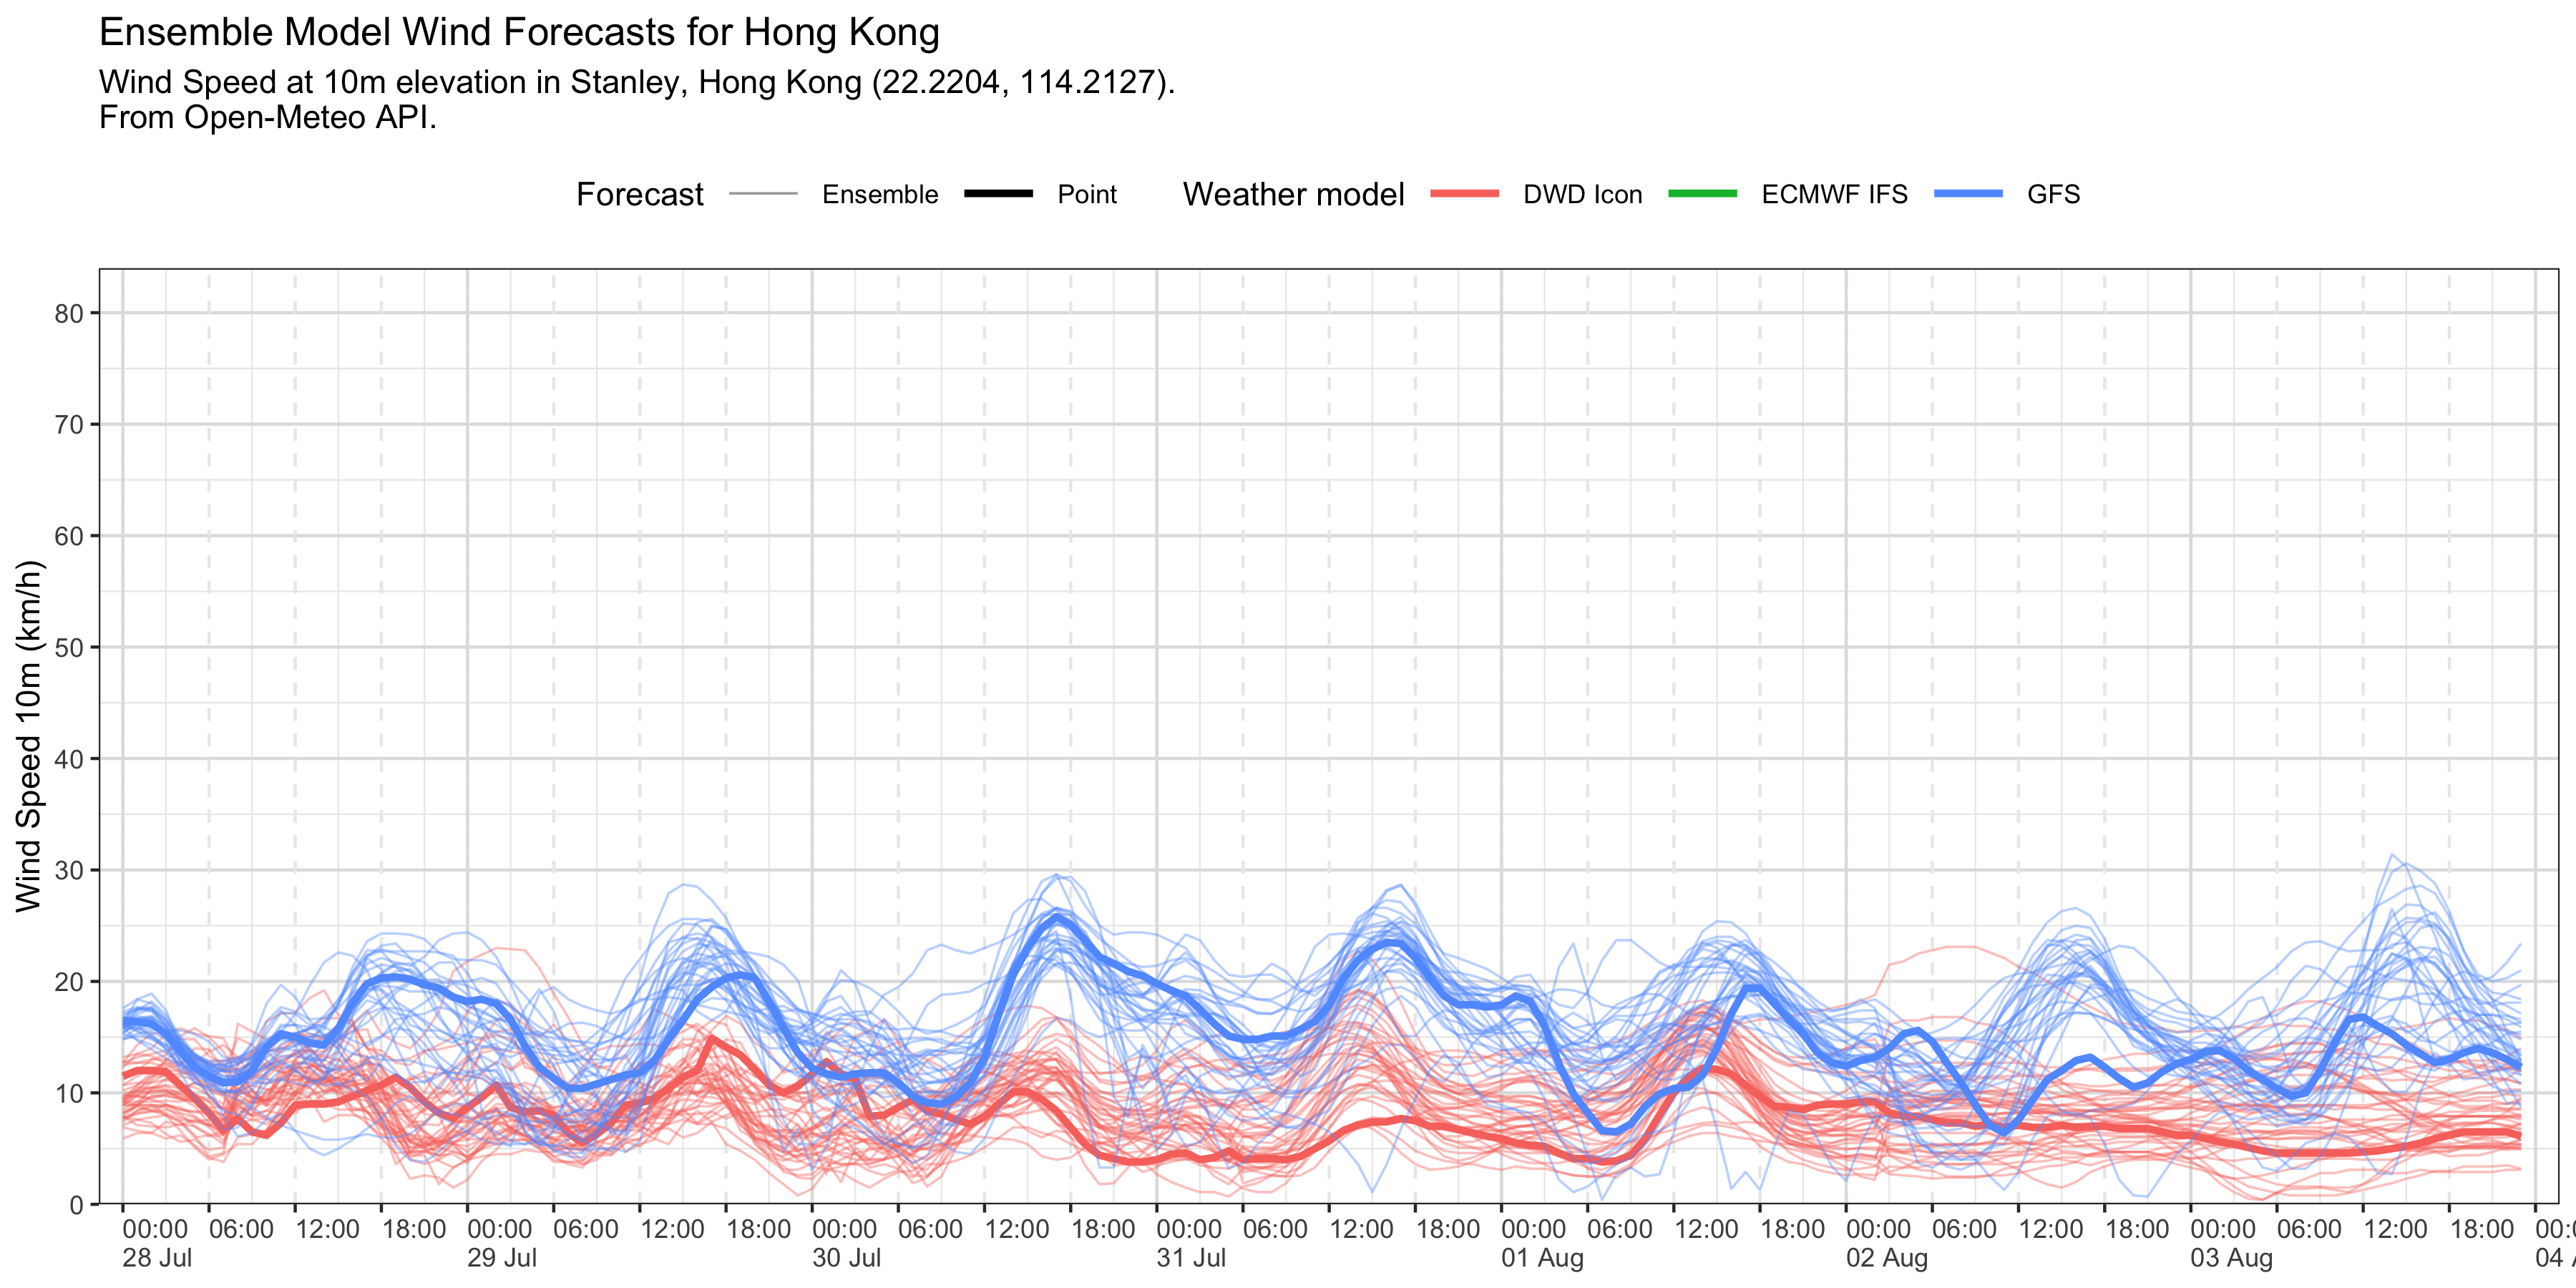 Ensemble Model Wind Forecasts for Hong Kong
Wind Speed at 10m elevation in Stanley, Hong Kong (22.2204, 114.2127).
From Open-Meteo API.
Forecast Ensemble Point Weather model DWD Icon ECMWF IFS GFS
Wind Speed 10m (km/h)
80
70
60
50
40
30
20
10
0
00:00 06:00 12:00 18:00 00:00 06:00 12:00 18:00 00:00 06:00 12:00 18:00 00:00 06:00 12:00 18:00 00:00 06:00 12:00 18:00 00:00 06:00 12:00 18:00 00:00 06:00 12:00 18:00 00:0
28 Jul 29 Jul 30 Jul 31 Jul 01 Aug 02 Aug 03 Aug 04